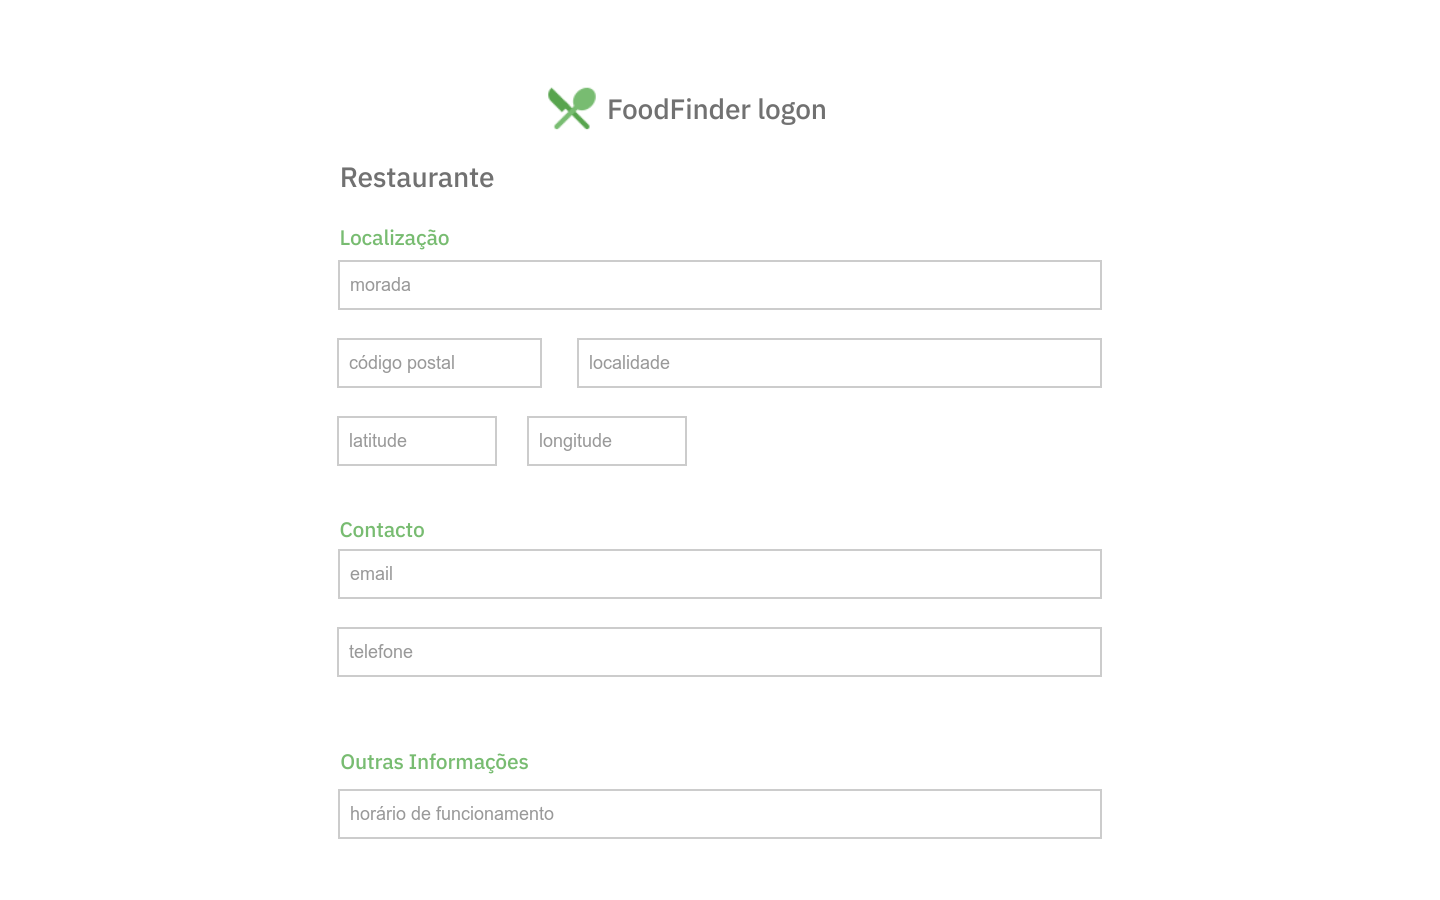 FoodFinder logon
Restaurante
Localização
morada
código postal localidade
latitude longitude
Contacto
email
telefone
Outras Informações
horário de funcionamento